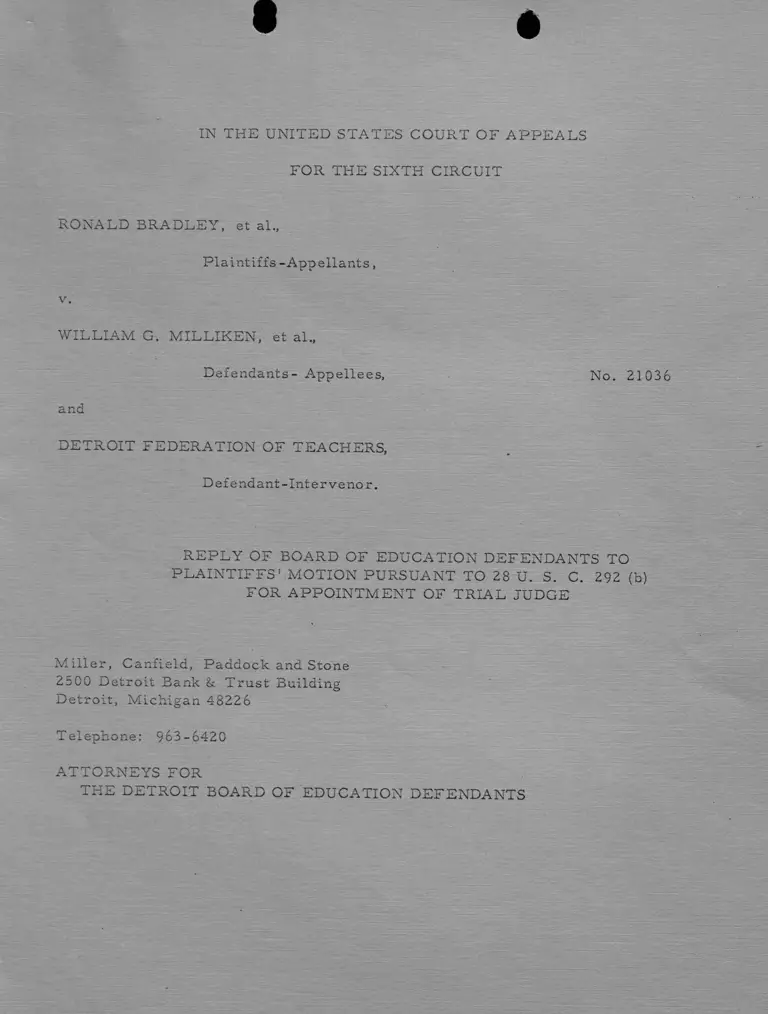 IN THE UNITED STATES COURT OF APPEALS
FOR THE SIXTH CIRCUIT
RONALD BRADLEY, et al.,
Plaintiffs-Appellants,
v.
WILLIAM G. MILLIKEN, et al.,
Defendants- Appellees,
No. 21036
and
DETROIT FEDERATION OF TEACHERS,
Defendant-Intervenor.
REPLY OF BOARD OF EDUCATION DEFENDANTS TO
PLAINTIFFS' MOTION PURSUANT TO 28 U. S. C. 292 (b)
FOR APPOINTMENT OF TRIAL JUDGE
Miller, Canfield, Paddock and Stone
2500 Detroit Bank & Trust Building
Detroit, Michigan 48226
Telephone: 963-6420
ATTORNEYS FOR
THE DETROIT BOARD OF EDUCATION DEFENDANTS